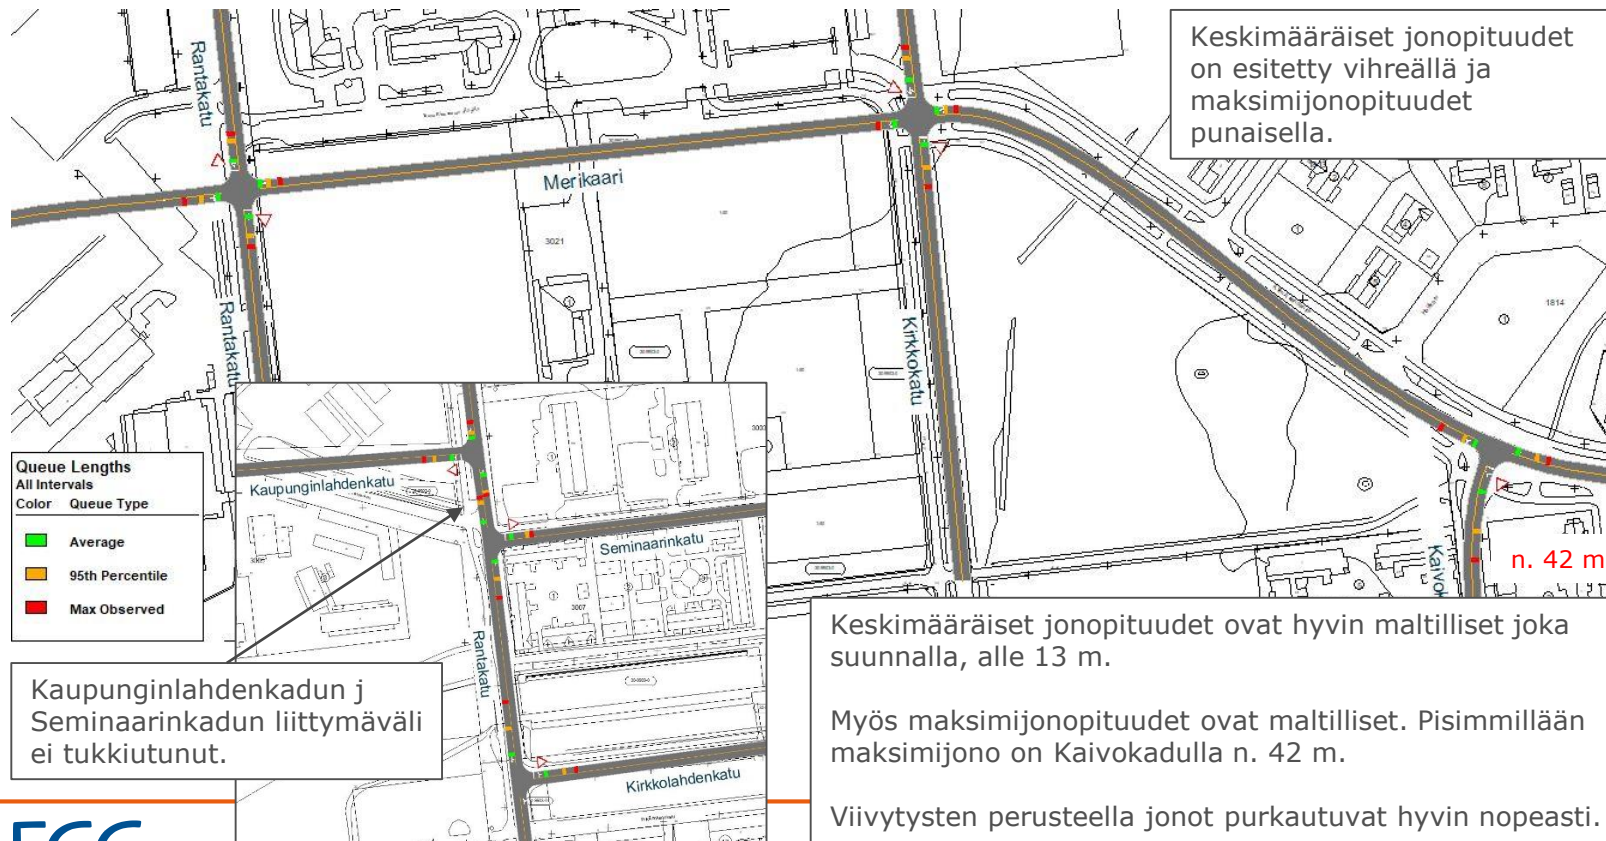 Keskimääräiset jonopituudet
on esitetty vihreällä ja
maksimijonopituudet
punaisella.
Rantakatu
Merikaari
3021
Rantakatu
Kirkkokatu
1814
Queue Lengths
All Intervals
Color Queue Type
Average
95th Percentile
Max Observed
Kaupunginlahdenkatu
Seminaarinkatu
3007
Rantakatu
Kirkkolahdenkatu
n. 42 m
Kaupunginlahdenkadun j
Seminaarinkadun liittymäväli
ei tukkiutunut.
Keskimääräiset jonopituudet ovat hyvin maltilliset joka
suunnalla, alle 13 m.
Myös maksimijonopituudet ovat maltilliset. Pisimmillään
maksimijono on Kaivokadulla n. 42 m.
Viivytysten perusteella jonot purkautuvat hyvin nopeasti.